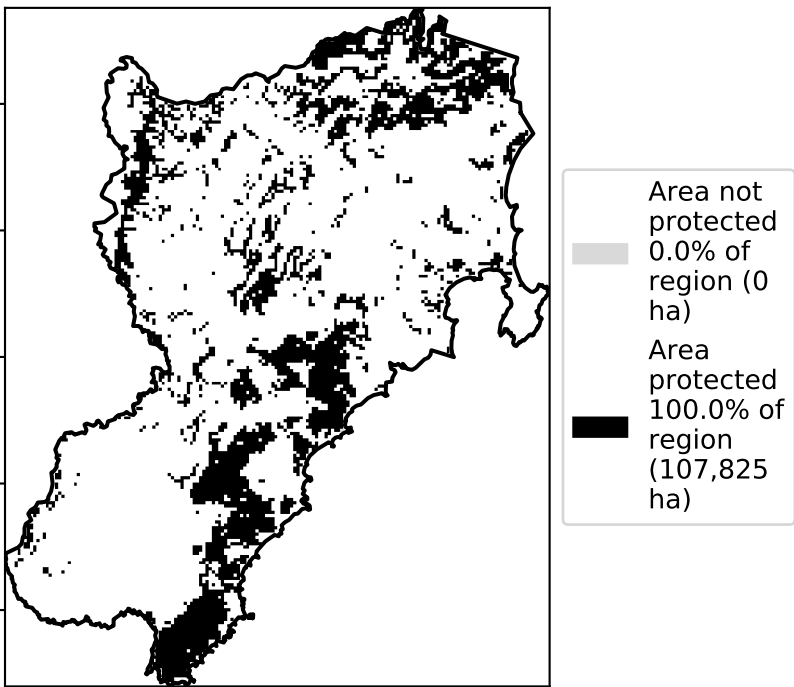 Area not
protected
0.0% of
region (0
ha)
Area
protected
100.0% of
region
(107,825
ha)